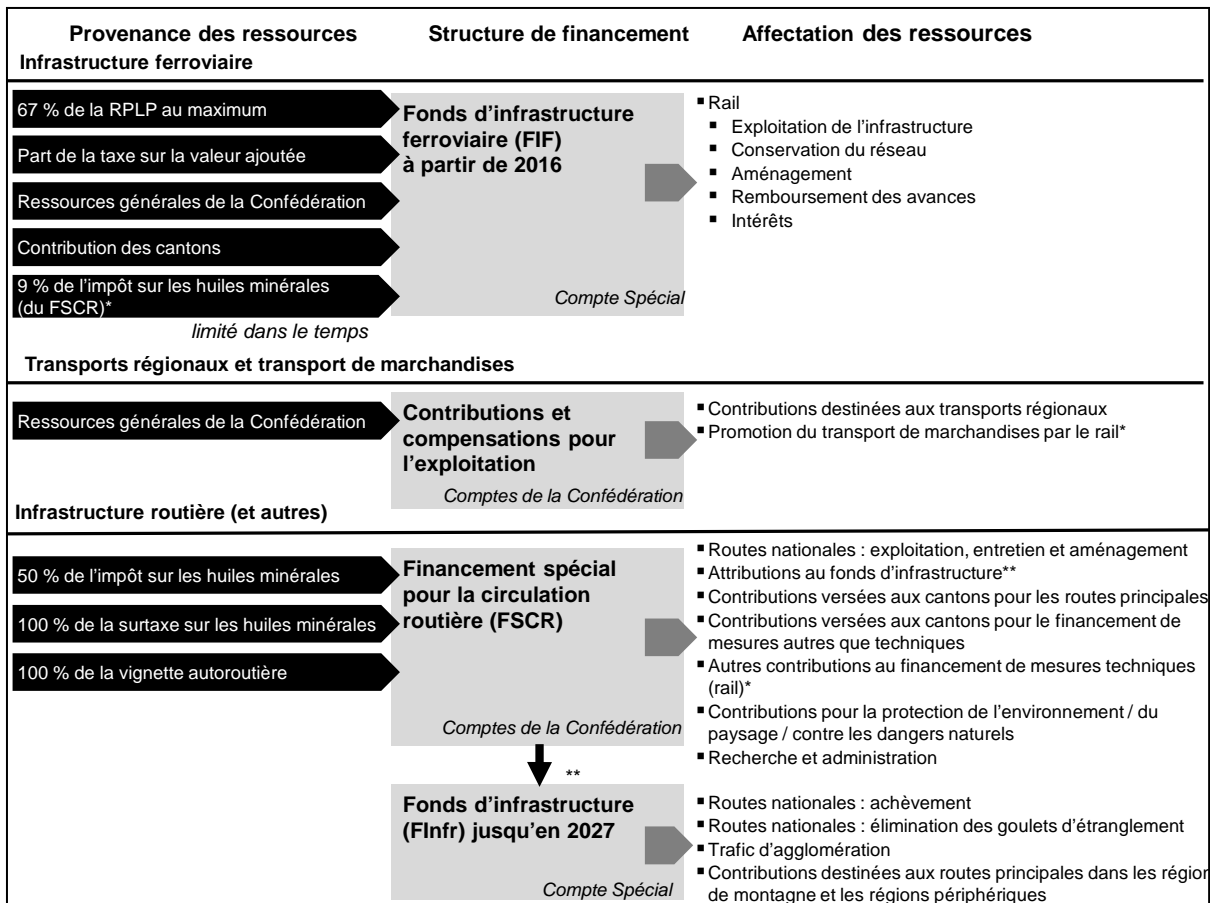 Provenance des ressources
Structure de financement
Affectation des ressources
Infrastructure ferroviaire
67 % de la RPLP au maximum
Part de la taxe sur la valeur ajoutée
Ressources générales de la Confédération
Contribution des cantons
9 % de l'impôt sur les huiles minérales
(du FSCR)*
limité dans le temps
Fonds d'infrastructure
ferroviaire (FIF)
à partir de 2016
Compte Spécial
▪ Rail
▪ Exploitation de l'infrastructure
▪ Conservation du réseau
▪ Aménagement
▪ Remboursement des avances
▪ Intérêts
Transports régionaux et transport de marchandises
Ressources générales de la Confédération
Contributions et
compensations pour
l'exploitation
Comptes de la Confédération
▪ Contributions destinées aux transports régionaux
▪ Promotion du transport de marchandises par le rail*
Infrastructure routière (et autres)
50 % de l'impôt sur les huiles minérales
100 % de la surtaxe sur les huiles minérales
100 % de la vignette autoroutière
Financement spécial
pour la circulation
routière (FSCR)
Comptes de la Confédération
▪ Routes nationales : exploitation, entretien et aménagement
▪ Attributions au fonds d'infrastructure**
▪ Contributions versées aux cantons pour les routes principales
▪ Contributions versées aux cantons pour le financement de
mesures autres que techniques
▪ Autres contributions au financement de mesures techniques
(rail)*
▪ Contributions pour la protection de l'environnement / du
paysage / contre les dangers naturels
▪ Recherche et administration
**
Fonds d'infrastructure
(FInfr) jusqu'en 2027
Compte Spécial
▪ Routes nationales : achèvement
▪ Routes nationales : élimination des goulets d'étranglement
▪ Trafic d'agglomération
▪ Contributions destinées aux routes principales dans les région
de montagne et les régions périphériques